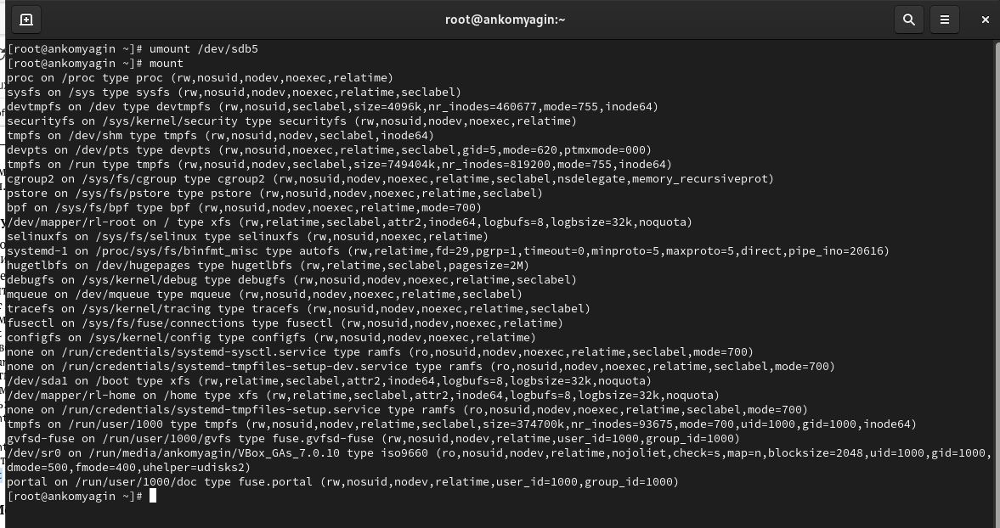 root@ankomyagin:~
[root@ankomyagin ~]# umount /dev/sdb5
[root@ankomyagin ~]# mount
proc on /proc type proc (rw,nosuid,nodev,noexec,relatime)
sysfs on /sys type sysfs (rw,nosuid,nodev,noexec,relatime,seclabel)
devtmpfs on /dev type devtmpfs (rw,nosuid,seclabel,size=4096k,nr_inodes=460677,mode=755,inode64)
securityfs on /sys/kernel/security type securityfs (rw,nosuid,nodev,noexec,relatime)
tmpfs on /dev/shm type tmpfs (rw,nosuid,nodev,seclabel,inode64)
devpts on /dev/pts type devpts (rw,nosuid,noexec,relatime,seclabel,gid=5,mode=620,ptmxmode=000)
tmpfs on /run type tmpfs (rw,nosuid,nodev,seclabel,size=749404k,nr_inodes=819200,mode=755,inode64)
cgroup2 on /sys/fs/cgroup type cgroup2 (rw,nosuid,nodev,noexec,relatime,seclabel,nsdelegate,memory_recursiveprot)
pstore on /sys/fs/pstore type pstore (rw,nosuid,nodev,noexec,relatime,seclabel)
bpf on /sys/fs/bpf type bpf (rw,nosuid,nodev,noexec,relatime,mode=700)
/dev/mapper/rl-root on / type xfs (rw,relatime,seclabel,attr2,inode64,logbufs=8,logbsize=32k,noquota)
selinuxfs on /sys/fs/selinux type selinuxfs (rw,nosuid,noexec,relatime)
systemd-1 on /proc/sys/fs/binfmt_misc type autofs (rw,relatime,fd=29,pgrp=1,timeout=0,minproto=5,maxproto=5,direct,pipe_ino=20616)
hugetlbfs on /dev/hugepages type hugetlbfs (rw,relatime,seclabel,pagesize=2M)
debugfs on /sys/kernel/debug type debugfs (rw,nosuid,nodev,noexec,relatime,seclabel)
mqueue on /dev/mqueue type mqueue (rw,nosuid,nodev,noexec,relatime,seclabel)
tracefs on /sys/kernel/tracing type tracefs (rw,nosuid,nodev,noexec,relatime,seclabel)
fusectl on /sys/fs/fuse/connections type fusectl (rw,nosuid,nodev,noexec,relatime)
configfs on /sys/kernel/config type configfs (rw,nosuid,nodev,noexec,relatime)
none on /run/credentials/systemd-sysctl.service type ramfs (ro,nosuid,nodev,noexec,relatime,seclabel,mode=700)
none on /run/credentials/systemd-tmpfiles-setup-dev.service type ramfs (ro,nosuid,nodev,noexec,relatime,seclabel,mode=700)
/dev/sda1 on /boot type xfs (rw,relatime,seclabel,attr2,inode64,logbufs=8,logbsize=32k,noquota)
/dev/mapper/rl-home on /home type xfs (rw,relatime,seclabel,attr2,inode64,logbufs=8,logbsize=32k,noquota)
none on /run/credentials/systemd-tmpfiles-setup.service type ramfs (ro,nosuid,nodev,noexec,relatime,seclabel,mode=700)
tmpfs on /run/user/1000 type tmpfs (rw,nosuid,nodev,relatime,seclabel,size=374700k,nr_inodes=93675,mode=700,uid=1000,gid=1000,inode64)
gvfsd-fuse on /run/user/1000/gvfs type fuse.gvfsd-fuse (rw,nosuid,nodev,relatime,user_id=1000,group_id=1000)
/dev/sr0 on /run/media/ankomyagin/VBox_GAs_7.0.10 type iso9660 (ro,nosuid,nodev,relatime,nojoliet,check=s,map=n,blocksize=2048,uid=1000,gid=1000,
dmode=500,fmode=400,uhelper=udisks2)
portal on /run/user/1000/doc type fuse.portal (rw,nosuid,nodev,relatime,user_id=1000,group_id=1000)
[root@ankomyagin ~]#